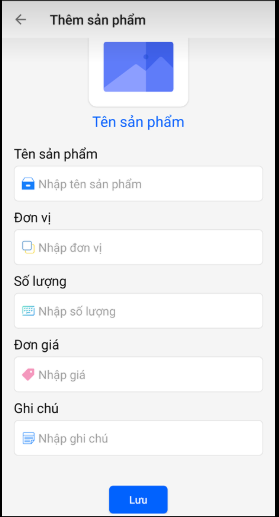 Thêm sản phẩm
Tên sản phẩm
Tên sản phẩm
Nhập tên sản phẩm
Đơn vị
Nhập đơn vị
Số lượng
Nhập số lượng
Đơn giá
Nhập giá
Ghi chú
Nhập ghi chú
Lưu